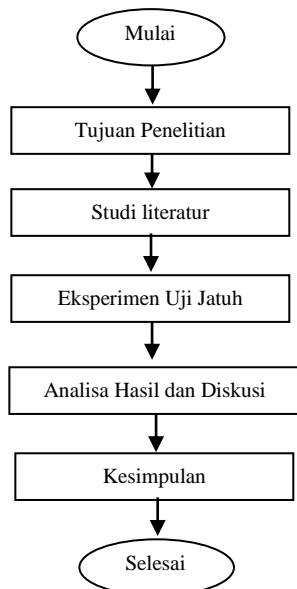 Mulai
Tujuan Penelitian
Studi literatur
Eksperimen Uji Jatuh
Analisa Hasil dan Diskusi
Kesimpulan
Selesai